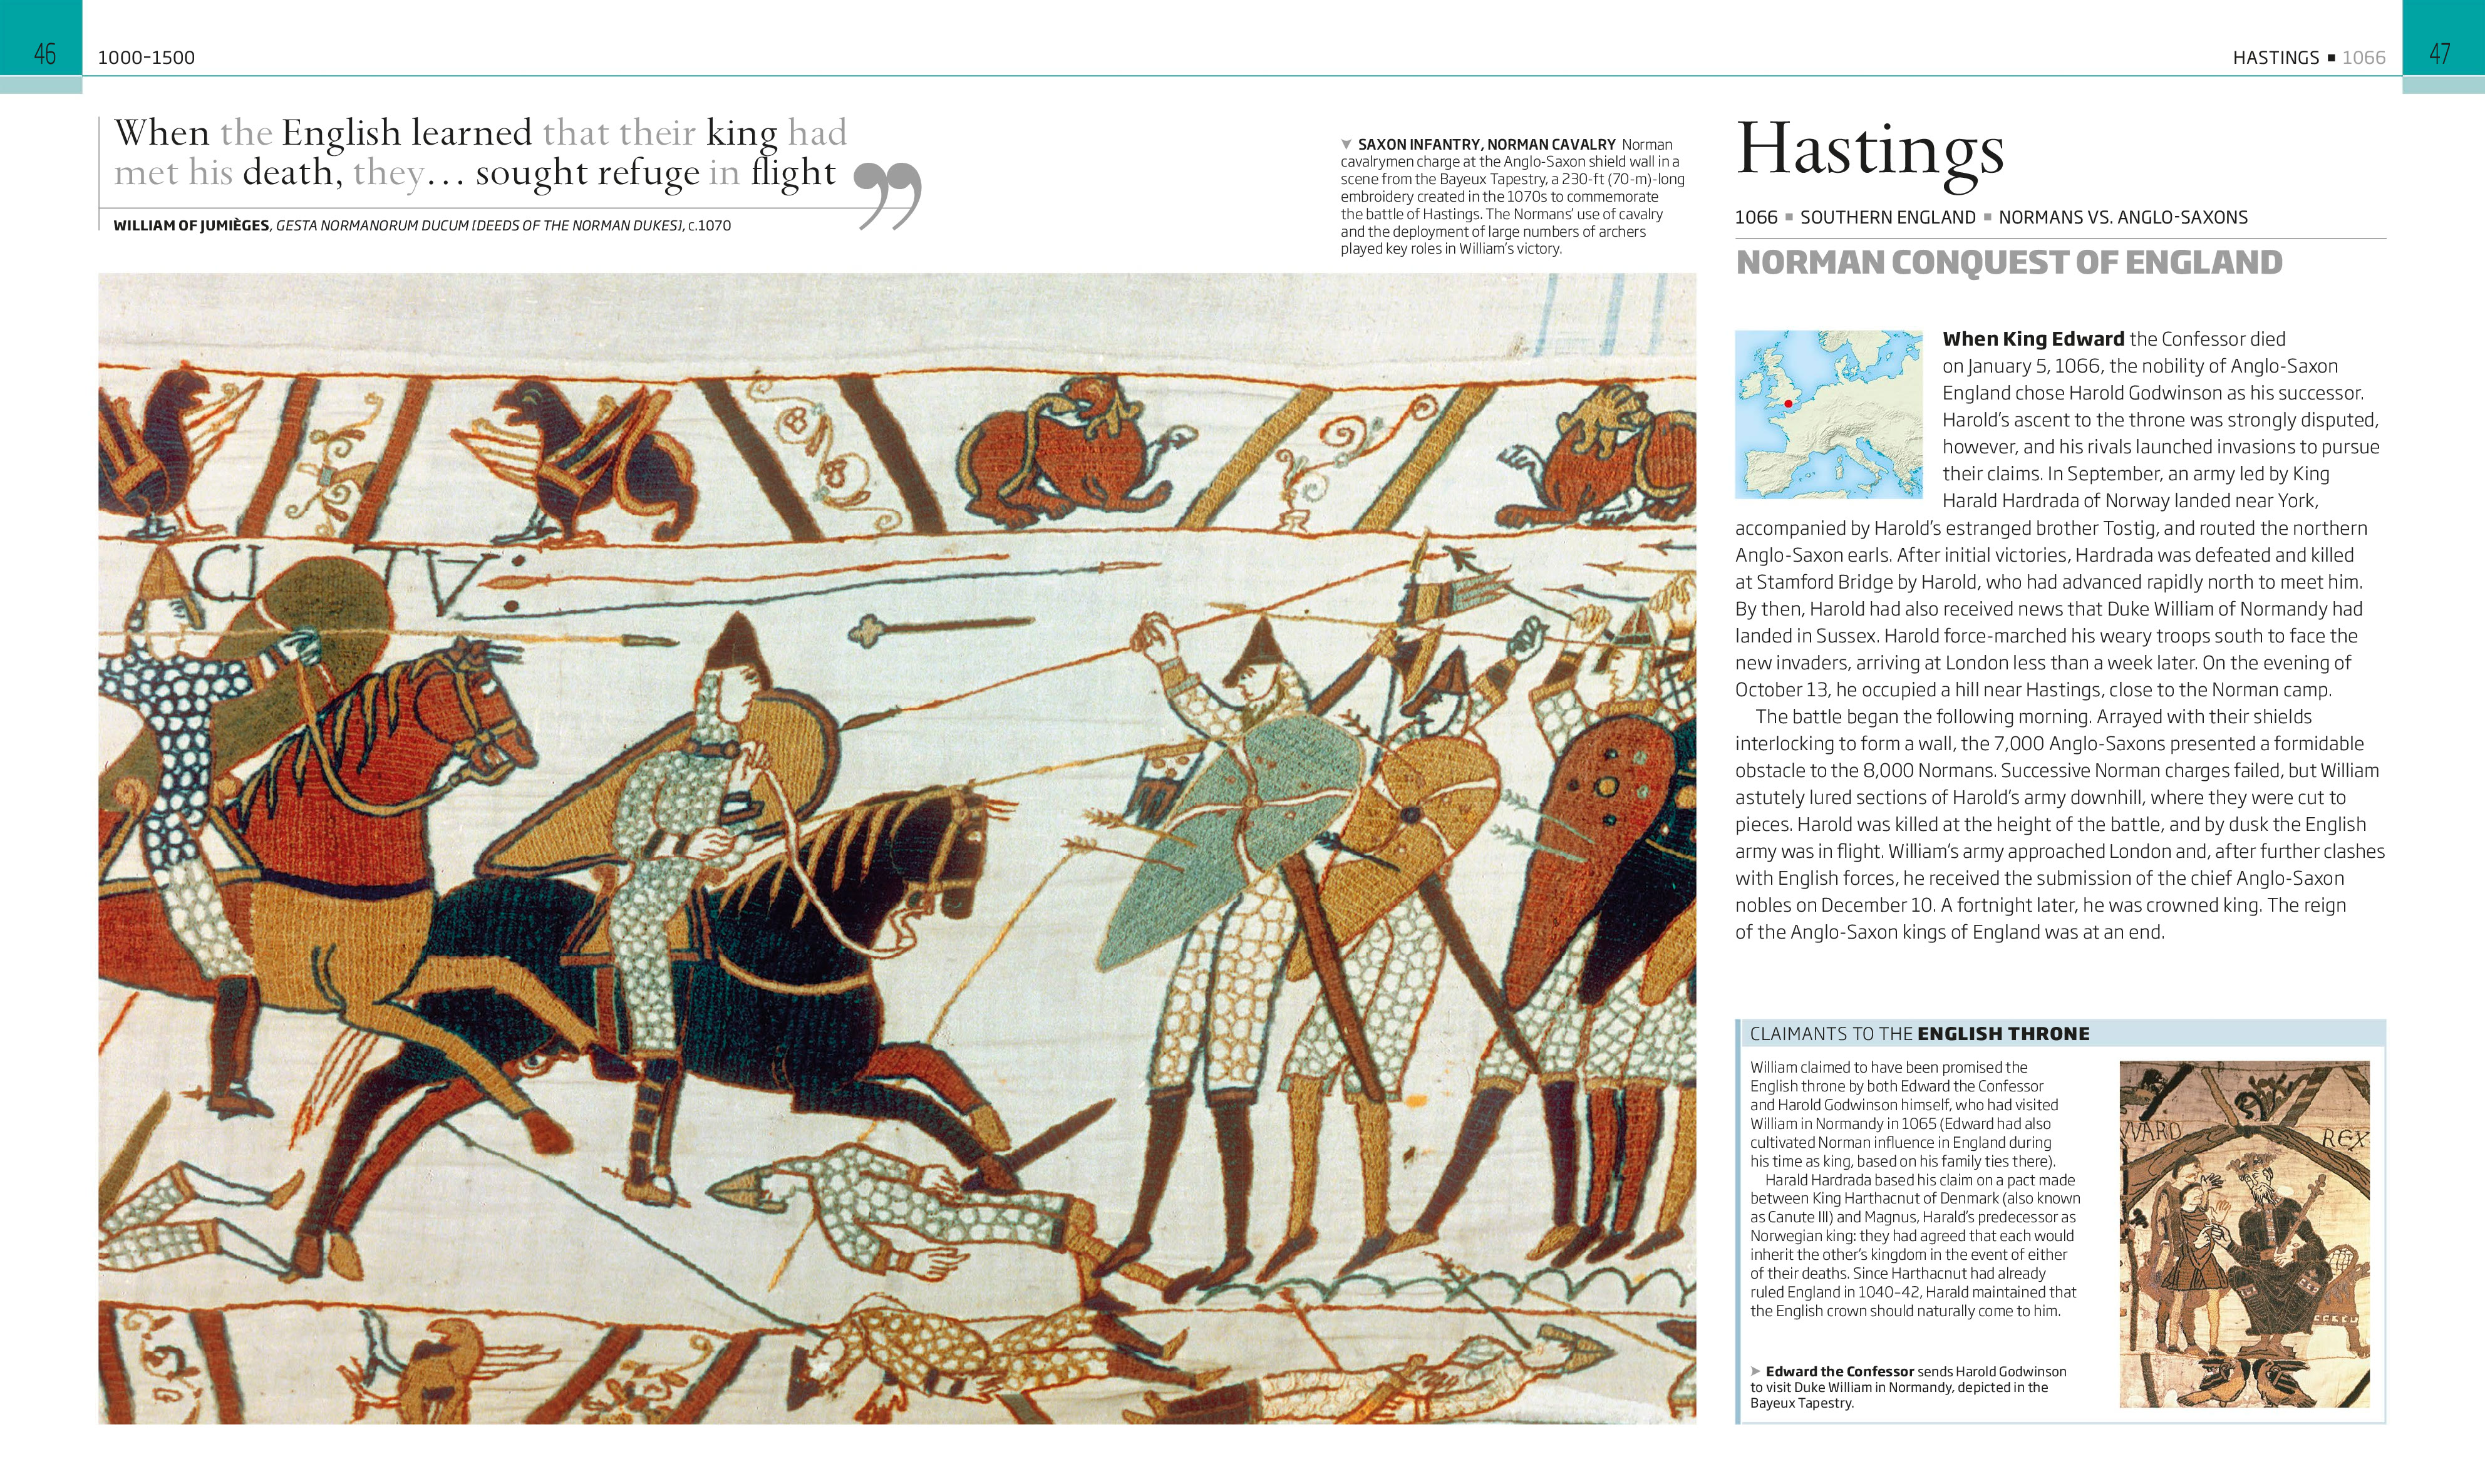 46
1000–1500
HASTINGS ■ 1066
47
When the English learned that their king had
met his death, they… sought refuge in flight ”
WILLIAM OF JUMIÈGES, GESTA NORMANORUM DUCUM [DEEDS OF THE NORMAN DUKES], c.1070
SAXON INFANTRY, NORMAN CAVALRY Norman
cavalrymen charge at the Anglo-Saxon shield wall in a
scene from the Bayeux Tapestry, a 230-ft (70-m)-long
embroidery created in the 1070s to commemorate
the battle of Hastings. The Normans’ use of cavalry
and the deployment of large numbers of archers
played key roles in William’s victory.
CI TV:
Hastings
1066 ■ SOUTHERN ENGLAND ■ NORMANS VS. ANGLO-SAXONS
NORMAN CONQUEST OF ENGLAND
When King Edward the Confessor died
on January 5, 1066, the nobility of Anglo-Saxon
England chose Harold Godwinson as his successor.
Harold’s ascent to the throne was strongly disputed,
however, and his rivals launched invasions to pursue
their claims. In September, an army led by King
Harald Hardrada of Norway landed near York,
accompanied by Harold’s estranged brother Tostig, and routed the northern
Anglo-Saxon earls. After initial victories, Hardrada was defeated and killed
at Stamford Bridge by Harold, who had advanced rapidly north to meet him.
By then, Harold had also received news that Duke William of Normandy had
landed in Sussex. Harold force-marched his weary troops south to face the
new invaders, arriving at London less than a week later. On the evening of
October 13, he occupied a hill near Hastings, close to the Norman camp.
The battle began the following morning. Arrayed with their shields
interlocking to form a wall, the 7,000 Anglo-Saxons presented a formidable
obstacle to the 8,000 Normans. Successive Norman charges failed, but William
astutely lured sections of Harold’s army downhill, where they were cut to
pieces. Harold was killed at the height of the battle, and by dusk the English
army was in flight. William’s army approached London and, after further clashes
with English forces, he received the submission of the chief Anglo-Saxon
nobles on December 10. A fortnight later, he was crowned king. The reign
of the Anglo-Saxon kings of England was at an end.
CLAIMANTS TO THE ENGLISH THRONE
William claimed to have been promised the
English throne by both Edward the Confessor
and Harold Godwinson himself, who had visited
William in Normandy in 1065 (Edward had also
cultivated Norman influence in England during
his time as king, based on his family ties there).
Harald Hardrada based his claim on a pact made
between King Harthacnut of Denmark (also known
as Canute III) and Magnus, Harald’s predecessor as
Norwegian king: they had agreed that each would
inherit the other’s kingdom in the event of either
of their deaths. Since Harthacnut had already
ruled England in 1040–42, Harald maintained that
the English crown should naturally come to him.
Edward the Confessor sends Harold Godwinson
to visit Duke William in Normandy, depicted in the
Bayeux Tapestry.
WARD REX